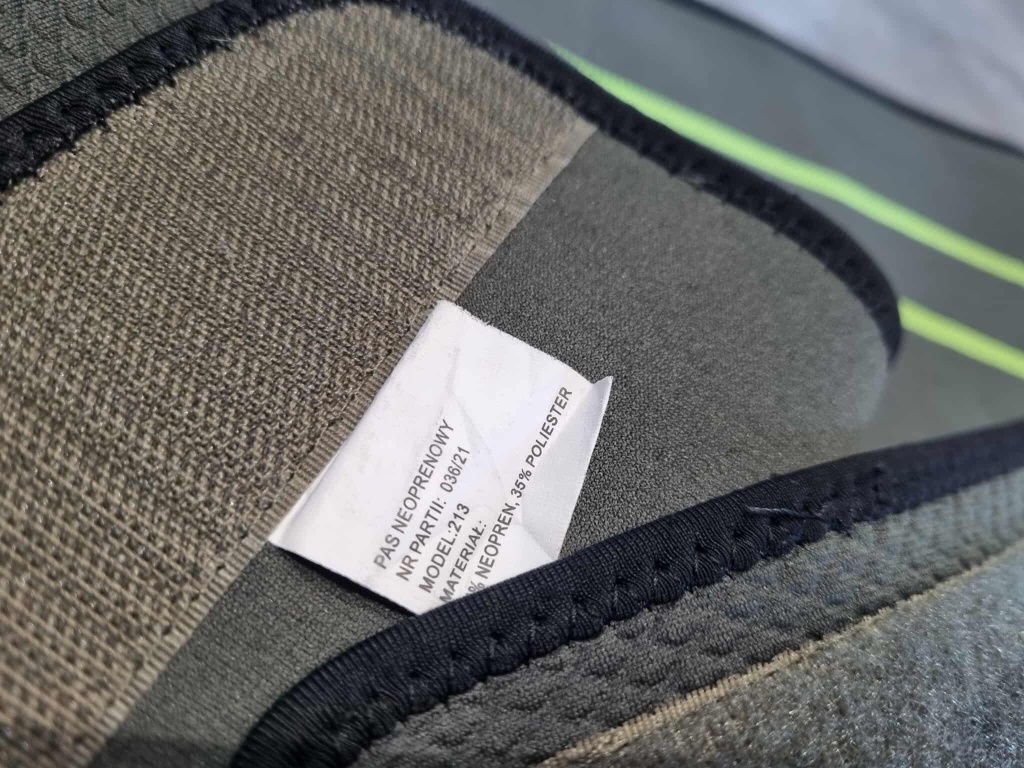 PAS NEOPRENOWY
NR PARTII: 036/21
MODEL:213
MATERIAŁ:
% NEOPREN, 35% POLIESTER